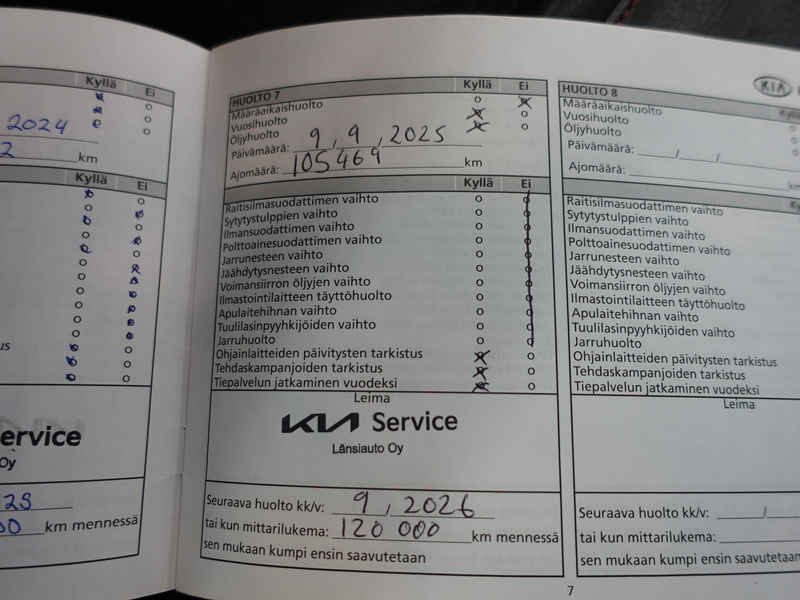 Kyllä Ei
2024
2 km
Kyllä Ei
us
ervice
Oy
25
km mennessä
HUOLTO 7 Kyllä Ei
Määräaikaishuolto
Vuosihuolto
Öljyhuolto
Päivämäärä: 9, 9, 2025
Ajomäärä: 105469 km
Kyllä Ei
Raitisilmasuodattimen vaihto
Sytytystulppien vaihto
Ilmansuodattimen vaihto
Polttoainesuodattimen vaihto
Jarrunesteen vaihto
Jäähdytysnesteen vaihto
Voimansiirron öljyjen vaihto
Ilmastointilaitteen täyttöhuolto
Apulaitehihnan vaihto
Tuulilasinpyyhkijöiden vaihto
Jarruhuolto
Ohjainlaitteiden päivitysten tarkistus
Tehdaskampanjoiden tarkistus
Tiepalvelun jatkaminen vuodeksi
Leima
KIA Service
Länsiauto Oy
Seuraava huolto kk/v: 9, 2026
tai kun mittarilukema: 120 000 km mennessä
sen mukaan kumpi ensin saavutetaan
7
KIA
HUOLTO 8
Määräaikaishuolto
Vuosihuolto
Öljyhuolto
Päivämäärä: / /
Ajomäärä: km
Raitisilmasuodattimen vaihto
Sytytystulppien vaihto
Ilmansuodattimen vaihto
Polttoainesuodattimen vaihto
Jarrunesteen vaihto
Jäähdytysnesteen vaihto
Voimansiirron öljyjen vaihto
Ilmastointilaitteen täyttöhuolto
Apulaitehihnan vaihto
Tuulilasinpyyhkijöiden vaihto
Jarruhuolto
Ohjainlaitteiden päivitysten tarkistus
Tehdaskampanjoiden tarkistus
Tiepalvelun jatkaminen vuodeksi
Leima
Seuraava huolto kk/v: /
tai kun mittarilukema:
sen mukaan kumpi ensin saavutetaan